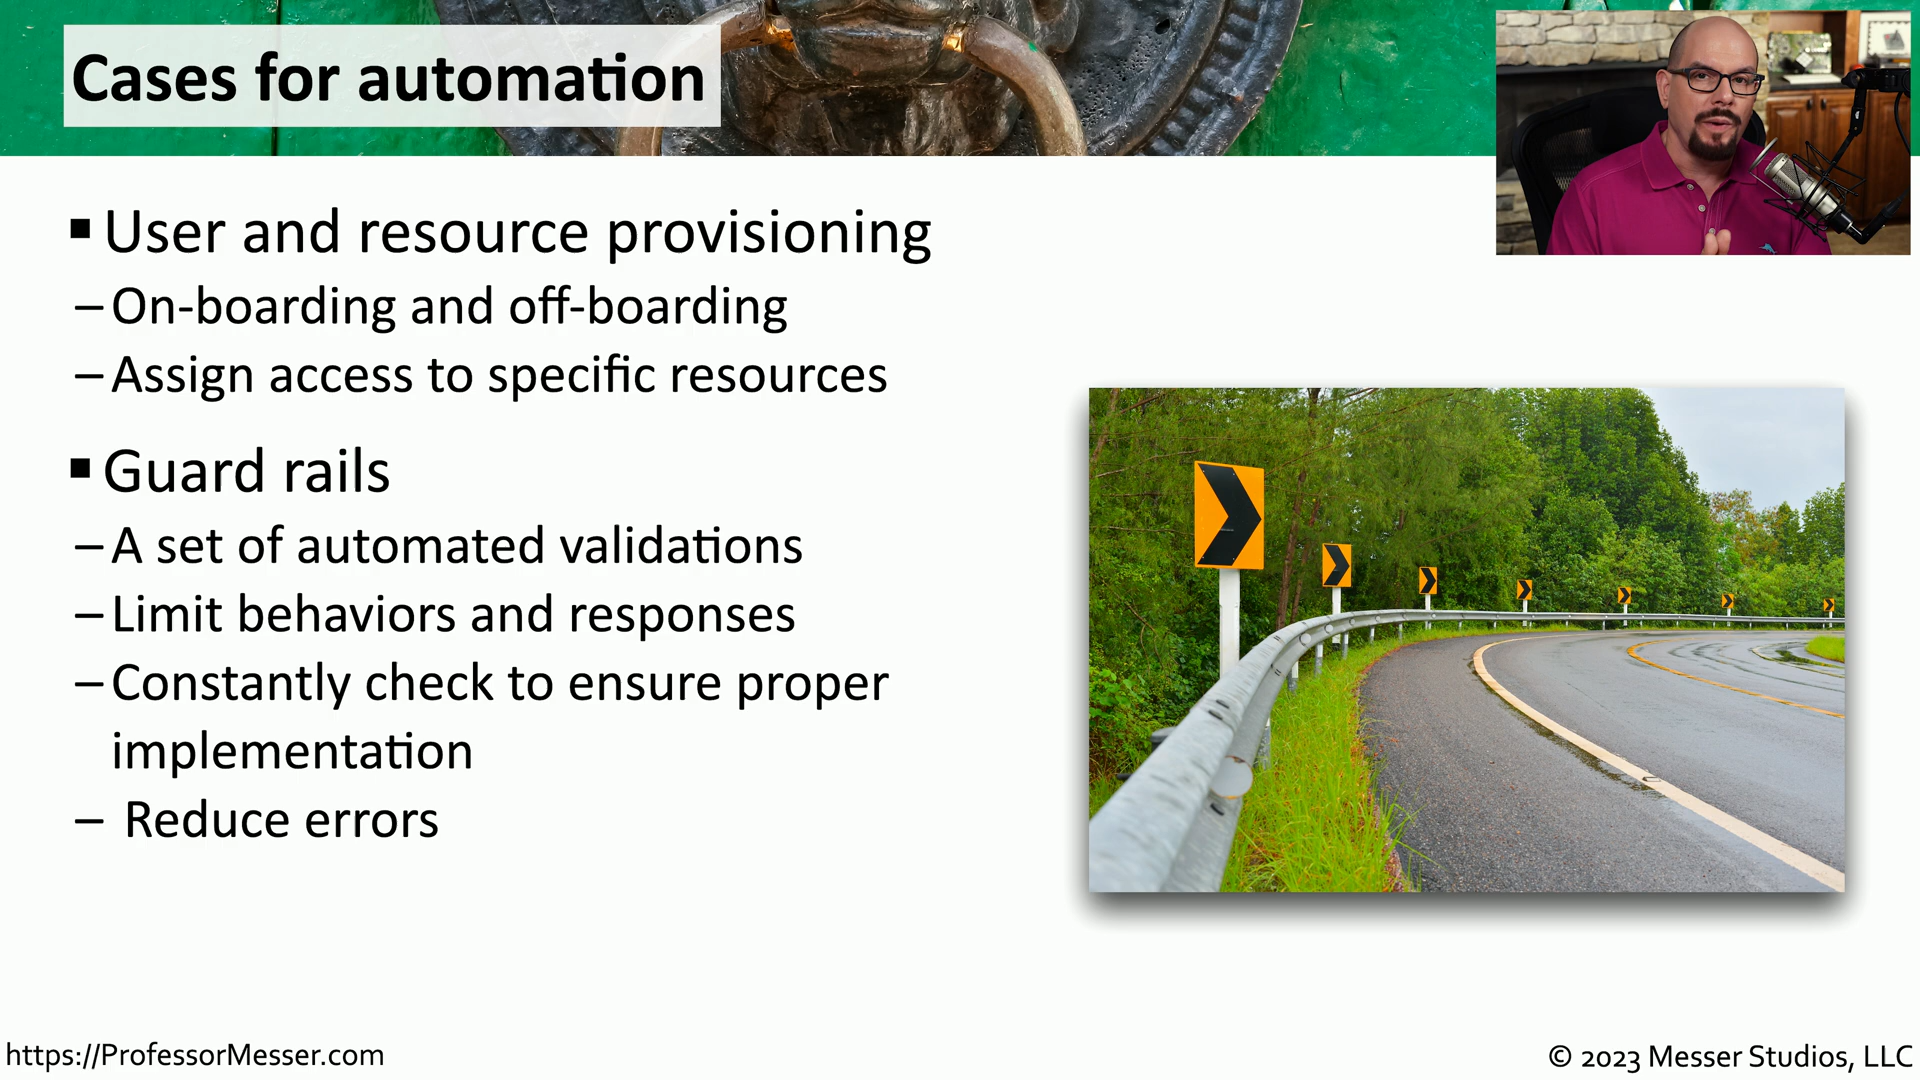 Cases for automation
▪ User and resource provisioning
– On-boarding and off-boarding
– Assign access to specific resources
▪ Guard rails
– A set of automated validations
– Limit behaviors and responses
– Constantly check to ensure proper
implementation
– Reduce errors
https://ProfessorMesser.com
© 2023 Messer Studios, LLC